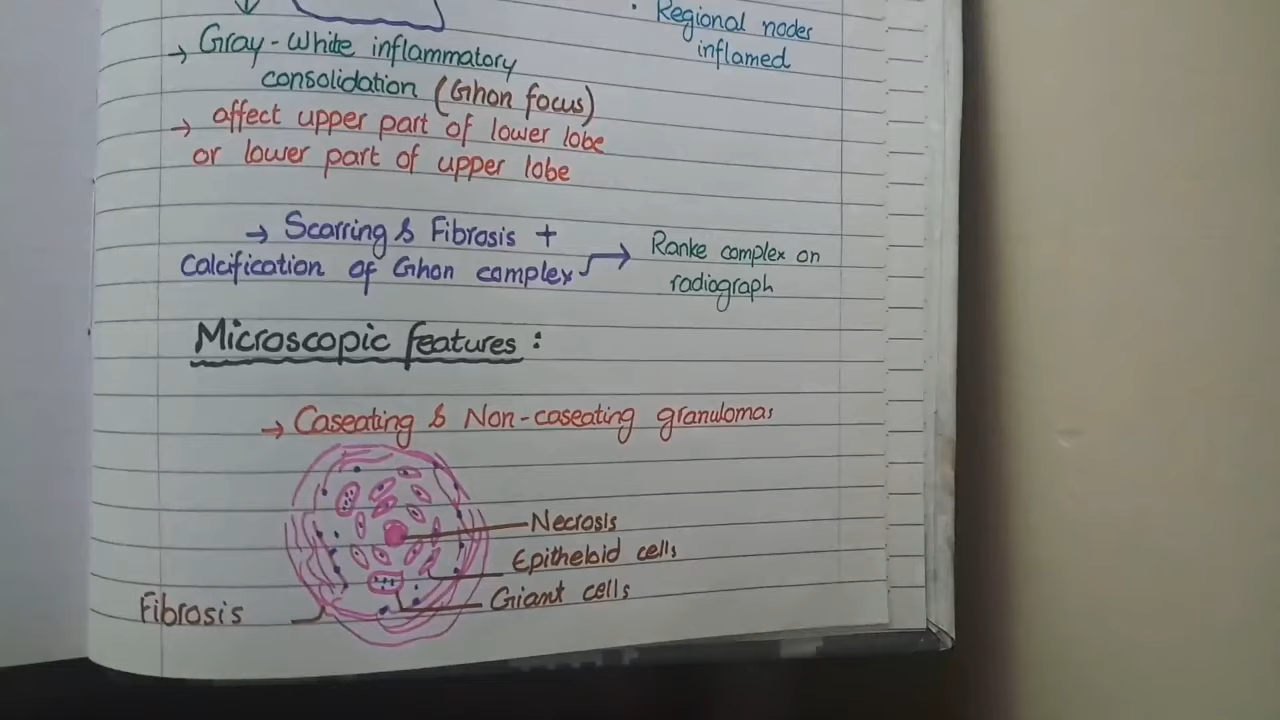 • Regional nodes
inflamed
→ Gray-White inflammatory
consolidation (Ghon focus)
→ affect upper part of lower lobe
or lower part of upper lobe
→ Scarring & Fibrosis +
Calcification of Ghon complex → Ranke complex on
radiograph
Microscopic features :
→ Caseating & Non-caseating granulomas
Necrosis
Epitheloid cells
Giant cells
Fibrosis